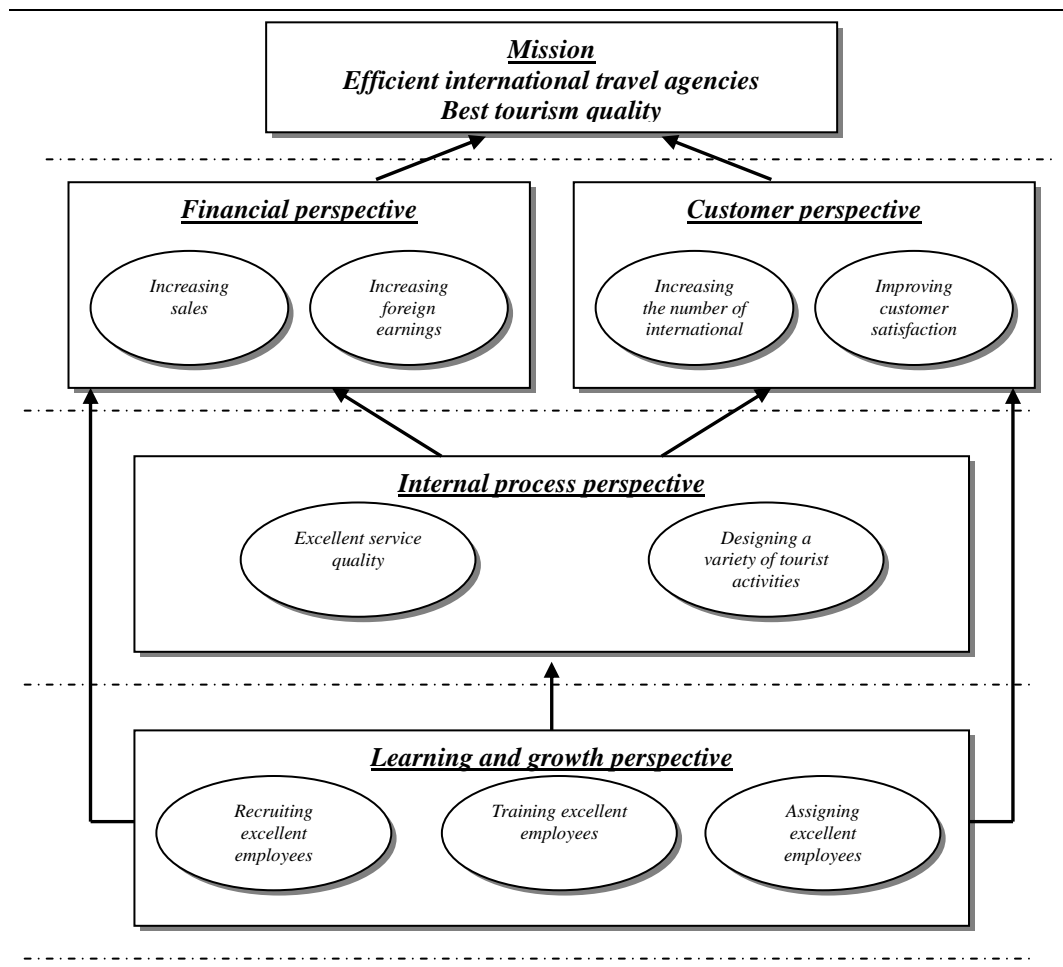 Mission
Efficient international travel agencies
Best tourism quality
Financial perspective
Increasing
sales
Increasing
foreign
earnings
Customer perspective
Increasing
the number of
international
Improving
customer
satisfaction
Internal process perspective
Excellent service
quality
Designing a
variety of tourist
activities
Learning and growth perspective
Recruiting
excellent
employees
Training excellent
employees
Assigning
excellent
employees